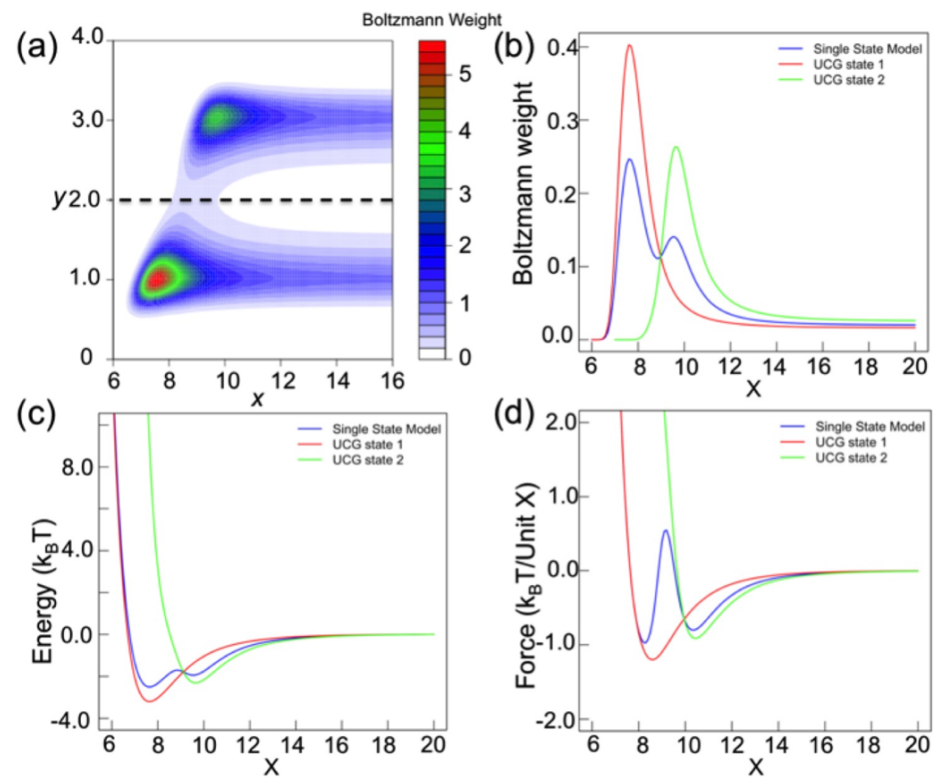 Boltzmann Weight
(a)
4.0
3.0
y2.0
1.0
0
6 8 10 12 14 16
x
5
4
3
2
1
0
(b)
Boltzmann weight
0.4
0.3
0.2
0.1
0.0
6 8 10 12 14 16 18 20
X
Single State Model
UCG state 1
UCG state 2
(c)
Energy (kBT)
8.0
4.0
0.0
-4.0
6 8 10 12 14 16 18 20
X
Single State Model
UCG state 1
UCG state 2
(d)
Force (kBT/Unit X)
2.0
1.0
0.0
-1.0
-2.0
6 8 10 12 14 16 18 20
X
Single State Model
UCG state 1
UCG state 2